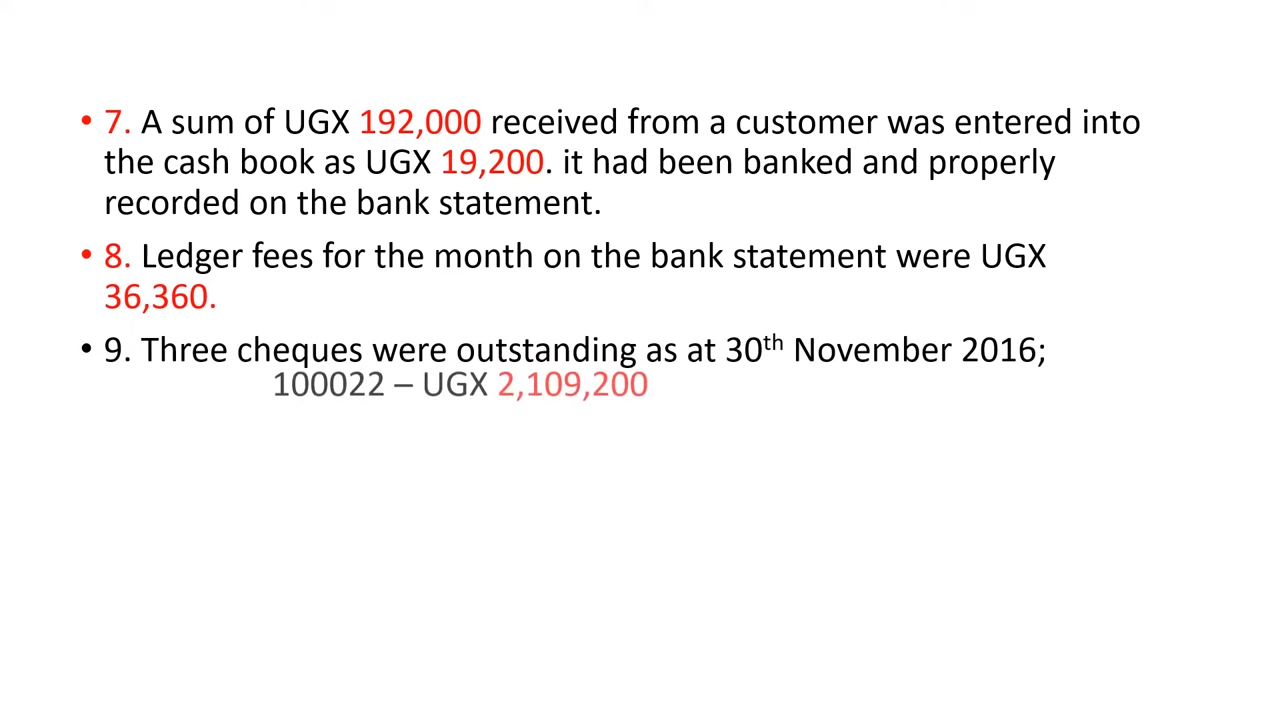 • 7. A sum of UGX 192,000 received from a customer was entered into
the cash book as UGX 19,200. it had been banked and properly
recorded on the bank statement.
• 8. Ledger fees for the month on the bank statement were UGX
36,360.
• 9. Three cheques were outstanding as at 30th November 2016;
100022 – UGX 2,109,200